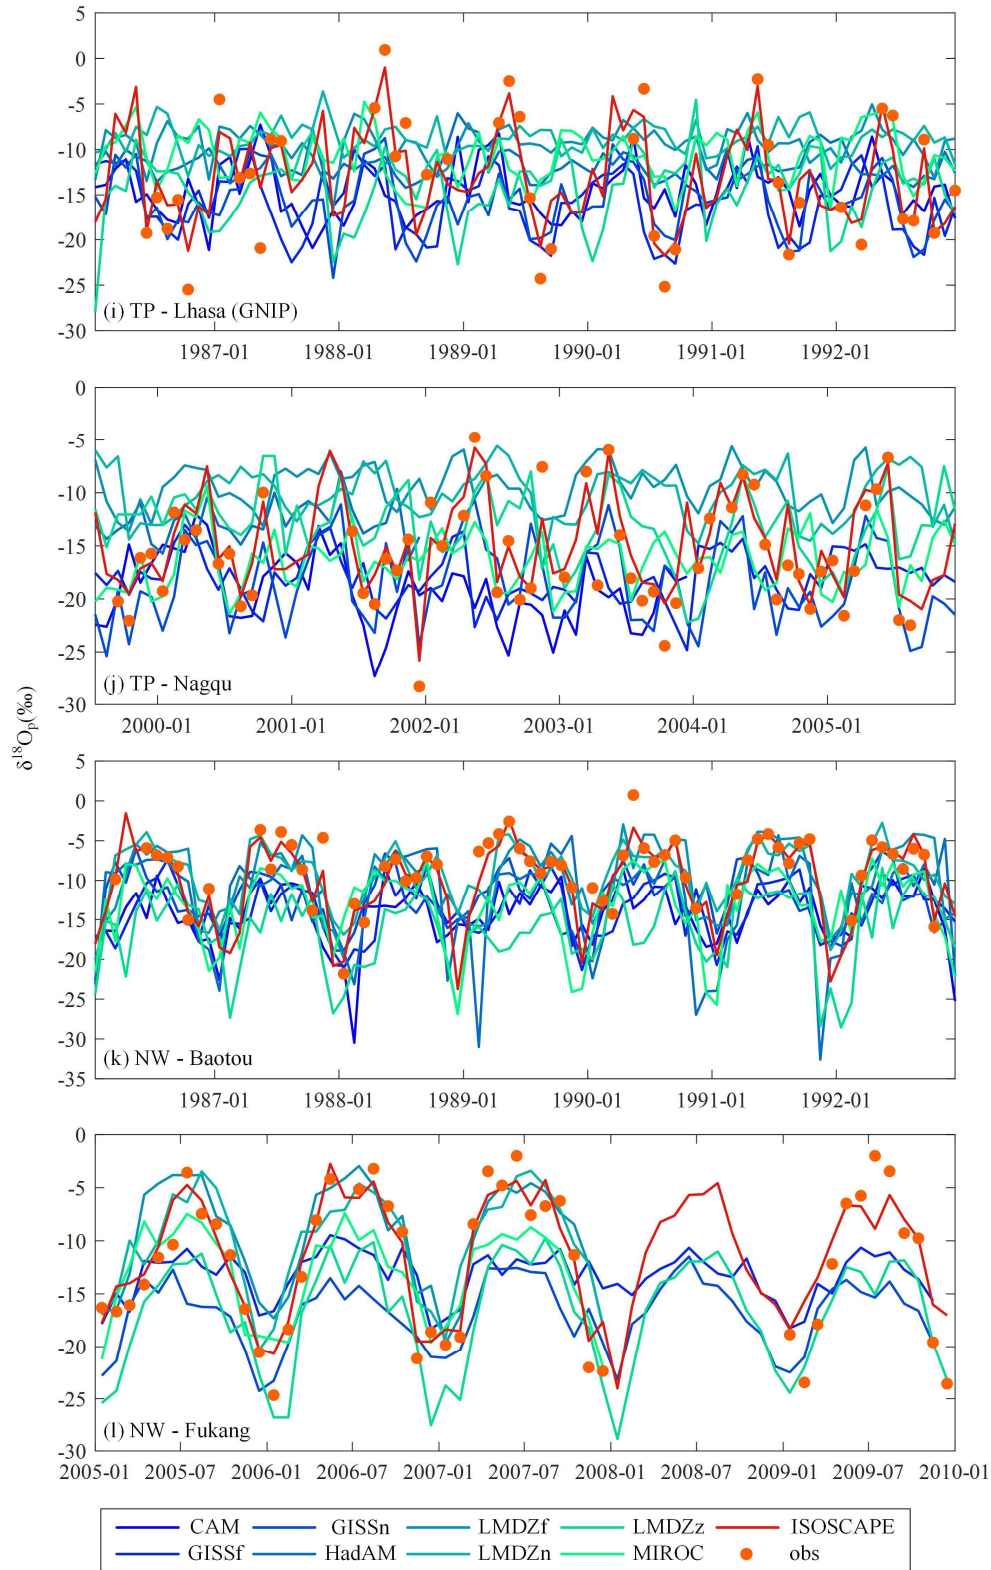 5
0
-5
-10
-15
-20
-25
-30
(i) TP - Lhasa (GNIP)
1987-01 1988-01 1989-01 1990-01 1991-01 1992-01
0
-5
-10
-15
-20
-25
-30
(j) TP - Nagqu
2000-01 2001-01 2002-01 2003-01 2004-01 2005-01
δ¹⁸Oₚ(‰)
5
0
-5
-10
-15
-20
-25
-30
-35
(k) NW - Baotou
1987-01 1988-01 1989-01 1990-01 1991-01 1992-01
0
-5
-10
-15
-20
-25
-30
(l) NW - Fukang
2005-01 2005-07 2006-01 2006-07 2007-01 2007-07 2008-01 2008-07 2009-01 2009-07 2010-01
CAM GISSn LMDZf LMDZz ISOSCAPE
GISSf HadAM LMDZn MIROC obs